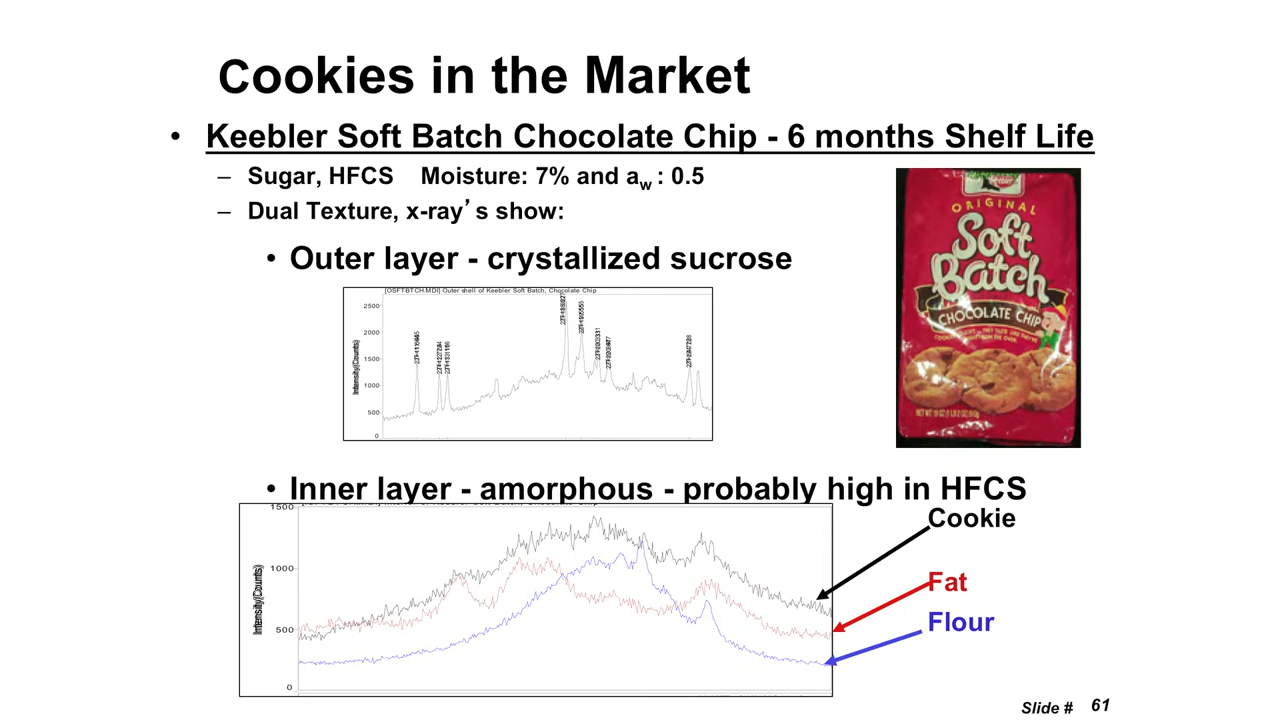 Cookies in the Market
• Keebler Soft Batch Chocolate Chip - 6 months Shelf Life
– Sugar, HFCS Moisture: 7% and aw : 0.5
– Dual Texture, x-ray’s show:
• Outer layer - crystallized sucrose
[OSFTBTCH.MDI] Outer shell of Keebler Soft Batch, Chocolate Chip
Intensity(Counts)
2500
2000
1500
1000
500
0
Keebler
ORIGINAL
Soft
Batch
CHOCOLATE CHIP
• Inner layer - amorphous - probably high in HFCS
Intensity(Counts)
1500
1000
500
0
Cookie
Fat
Flour
Slide # 61